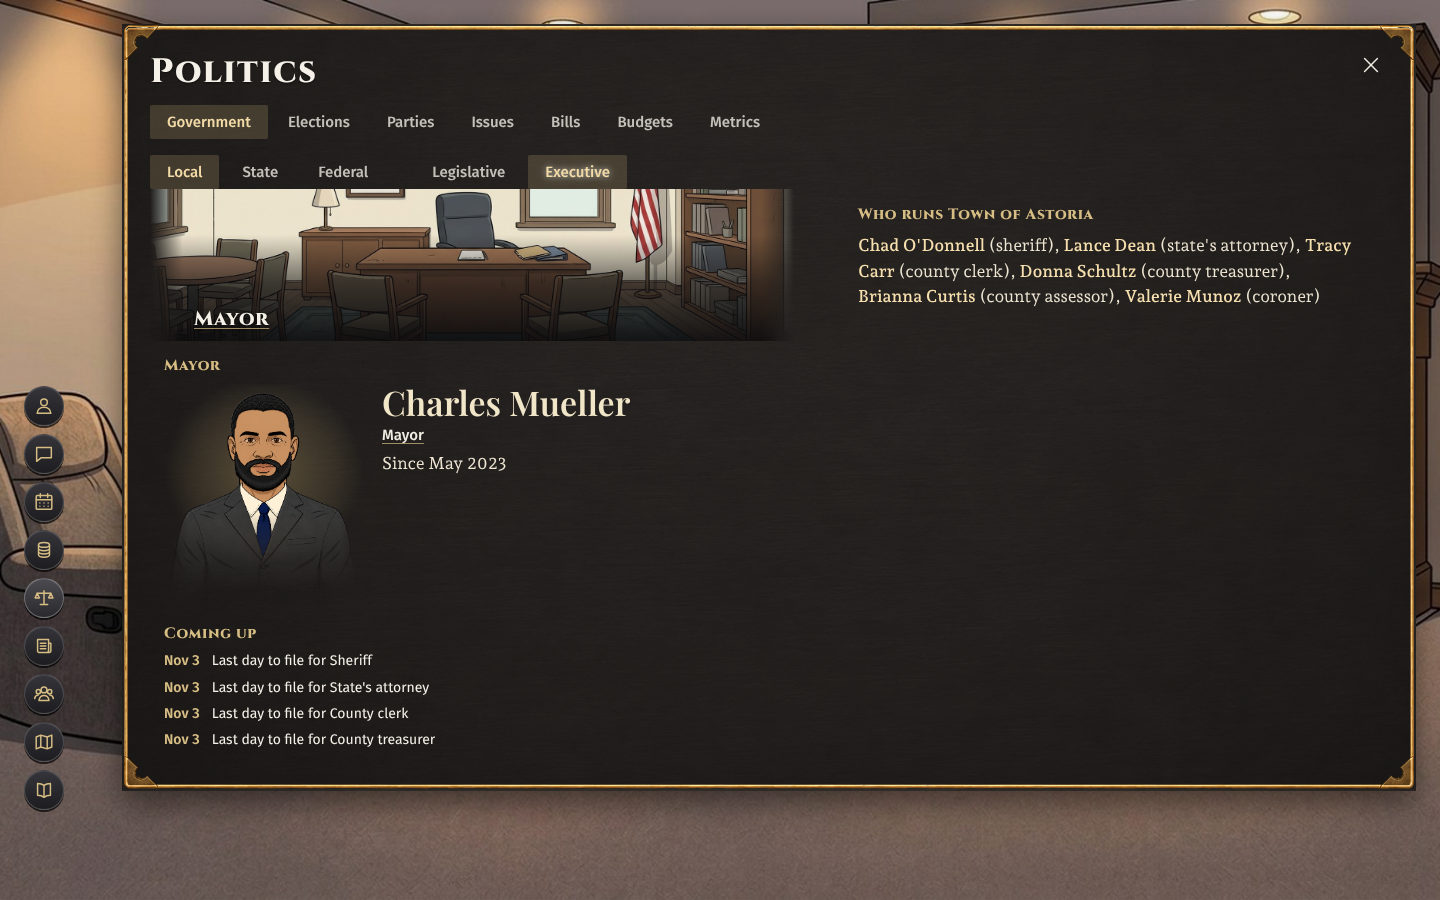 Politics
Government Elections Parties Issues Bills Budgets Metrics
Local State Federal Legislative Executive
Mayor
Mayor
Charles Mueller
Mayor
Since May 2023
Coming up
Nov 3 Last day to file for Sheriff
Nov 3 Last day to file for State's attorney
Nov 3 Last day to file for County clerk
Nov 3 Last day to file for County treasurer
Who runs Town of Astoria
Chad O'Donnell (sheriff), Lance Dean (state's attorney), Tracy
Carr (county clerk), Donna Schultz (county treasurer),
Brianna Curtis (county assessor), Valerie Munoz (coroner)